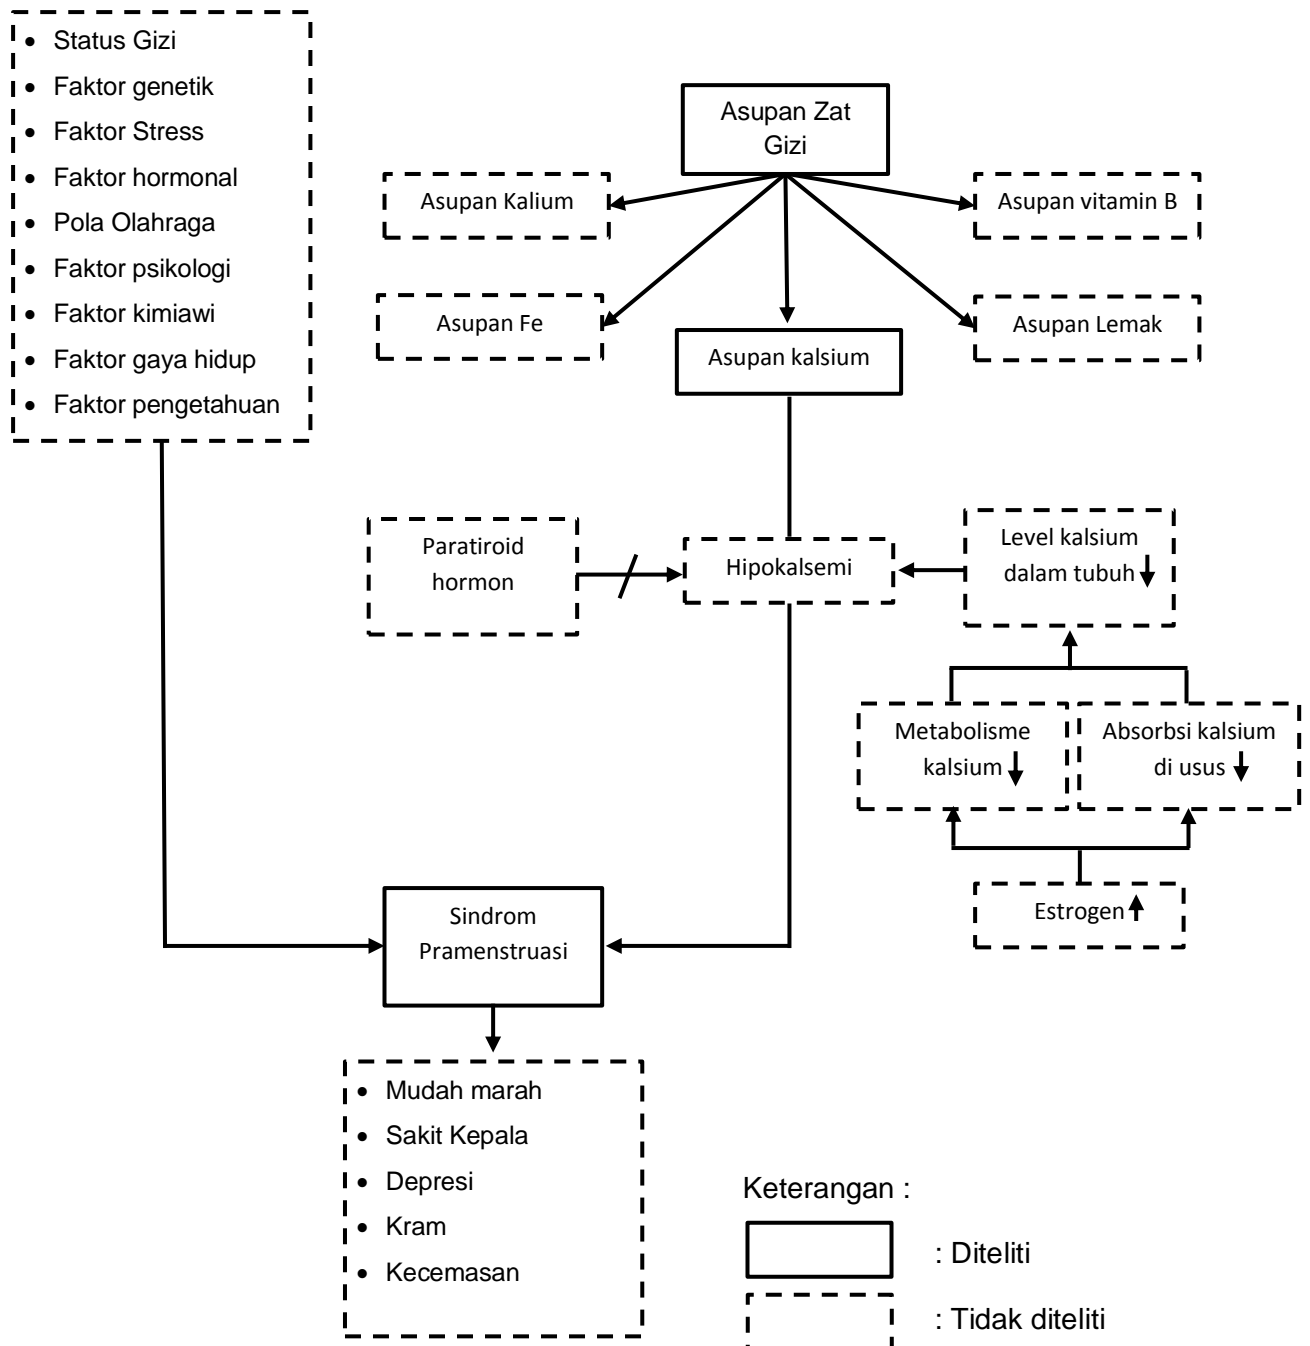 • Status Gizi
• Faktor genetik
• Faktor Stress
• Faktor hormonal
• Pola Olahraga
• Faktor psikologi
• Faktor kimiawi
• Faktor gaya hidup
• Faktor pengetahuan
Asupan Zat
Gizi
Asupan Kalium
Asupan vitamin B
Asupan Fe
Asupan Lemak
Asupan kalsium
Paratiroid
hormon
Hipokalsemi
Level kalsium
dalam tubuh
Metabolisme
kalsium
Absorbsi kalsium
di usus
Estrogen
Sindrom
Pramenstruasi
• Mudah marah
• Sakit Kepala
• Depresi
• Kram
• Kecemasan
Keterangan :
: Diteliti
: Tidak diteliti